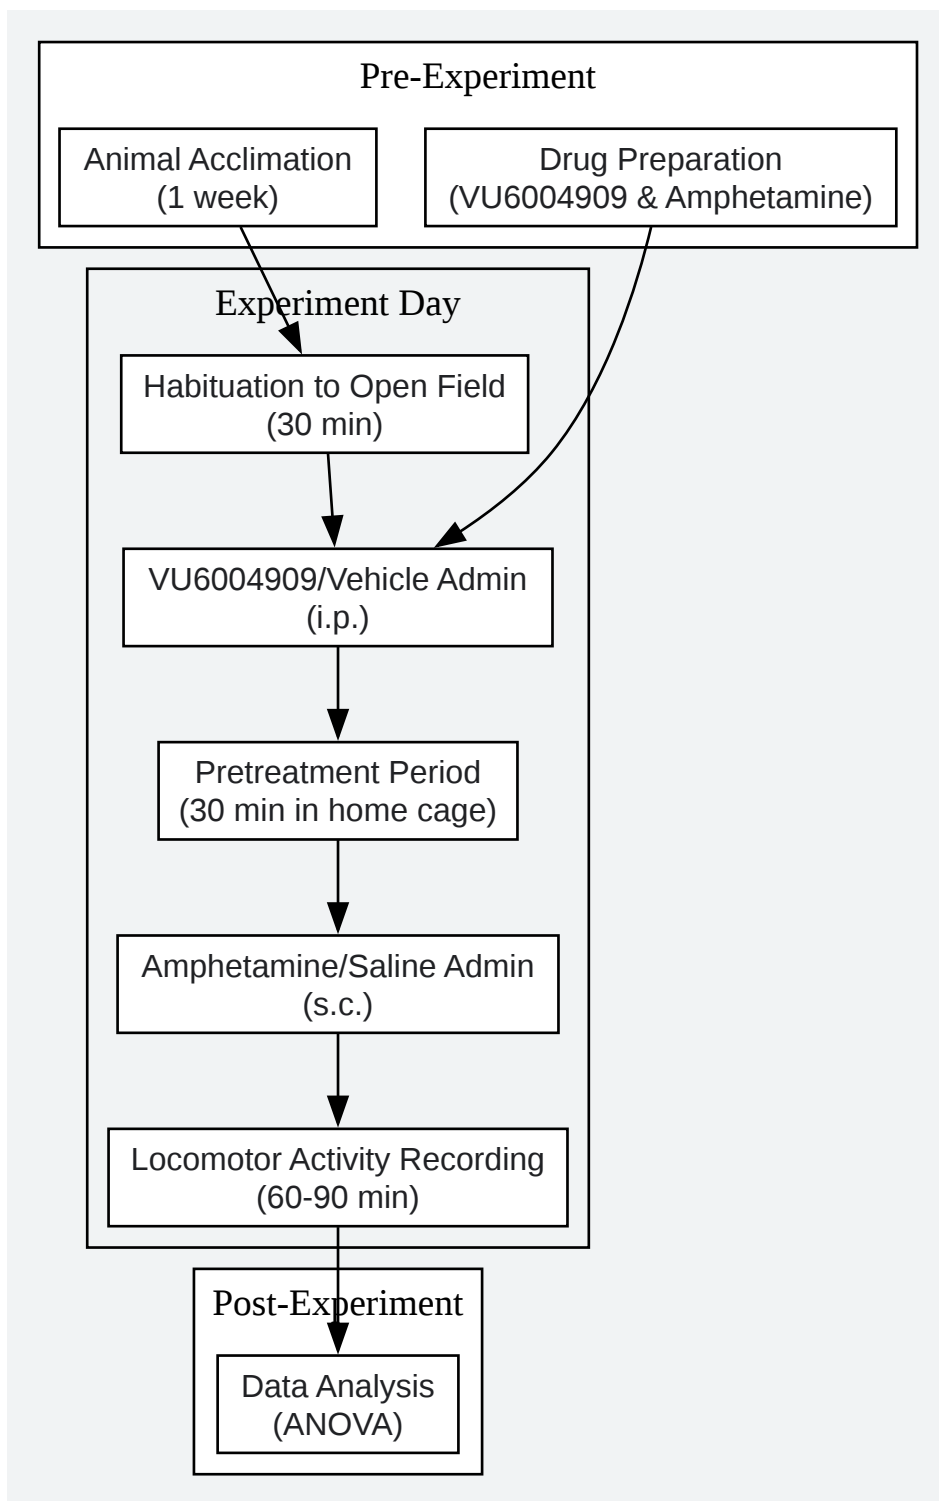 Pre-Experiment
Animal Acclimation
(1 week)
Drug Preparation
(VU6004909 & Amphetamine)
Experiment Day
Habituation to Open Field
(30 min)
VU6004909/Vehicle Admin
(i.p.)
Pretreatment Period
(30 min in home cage)
Amphetamine/Saline Admin
(s.c.)
Locomotor Activity Recording
(60-90 min)
Post-Experiment
Data Analysis
(ANOVA)